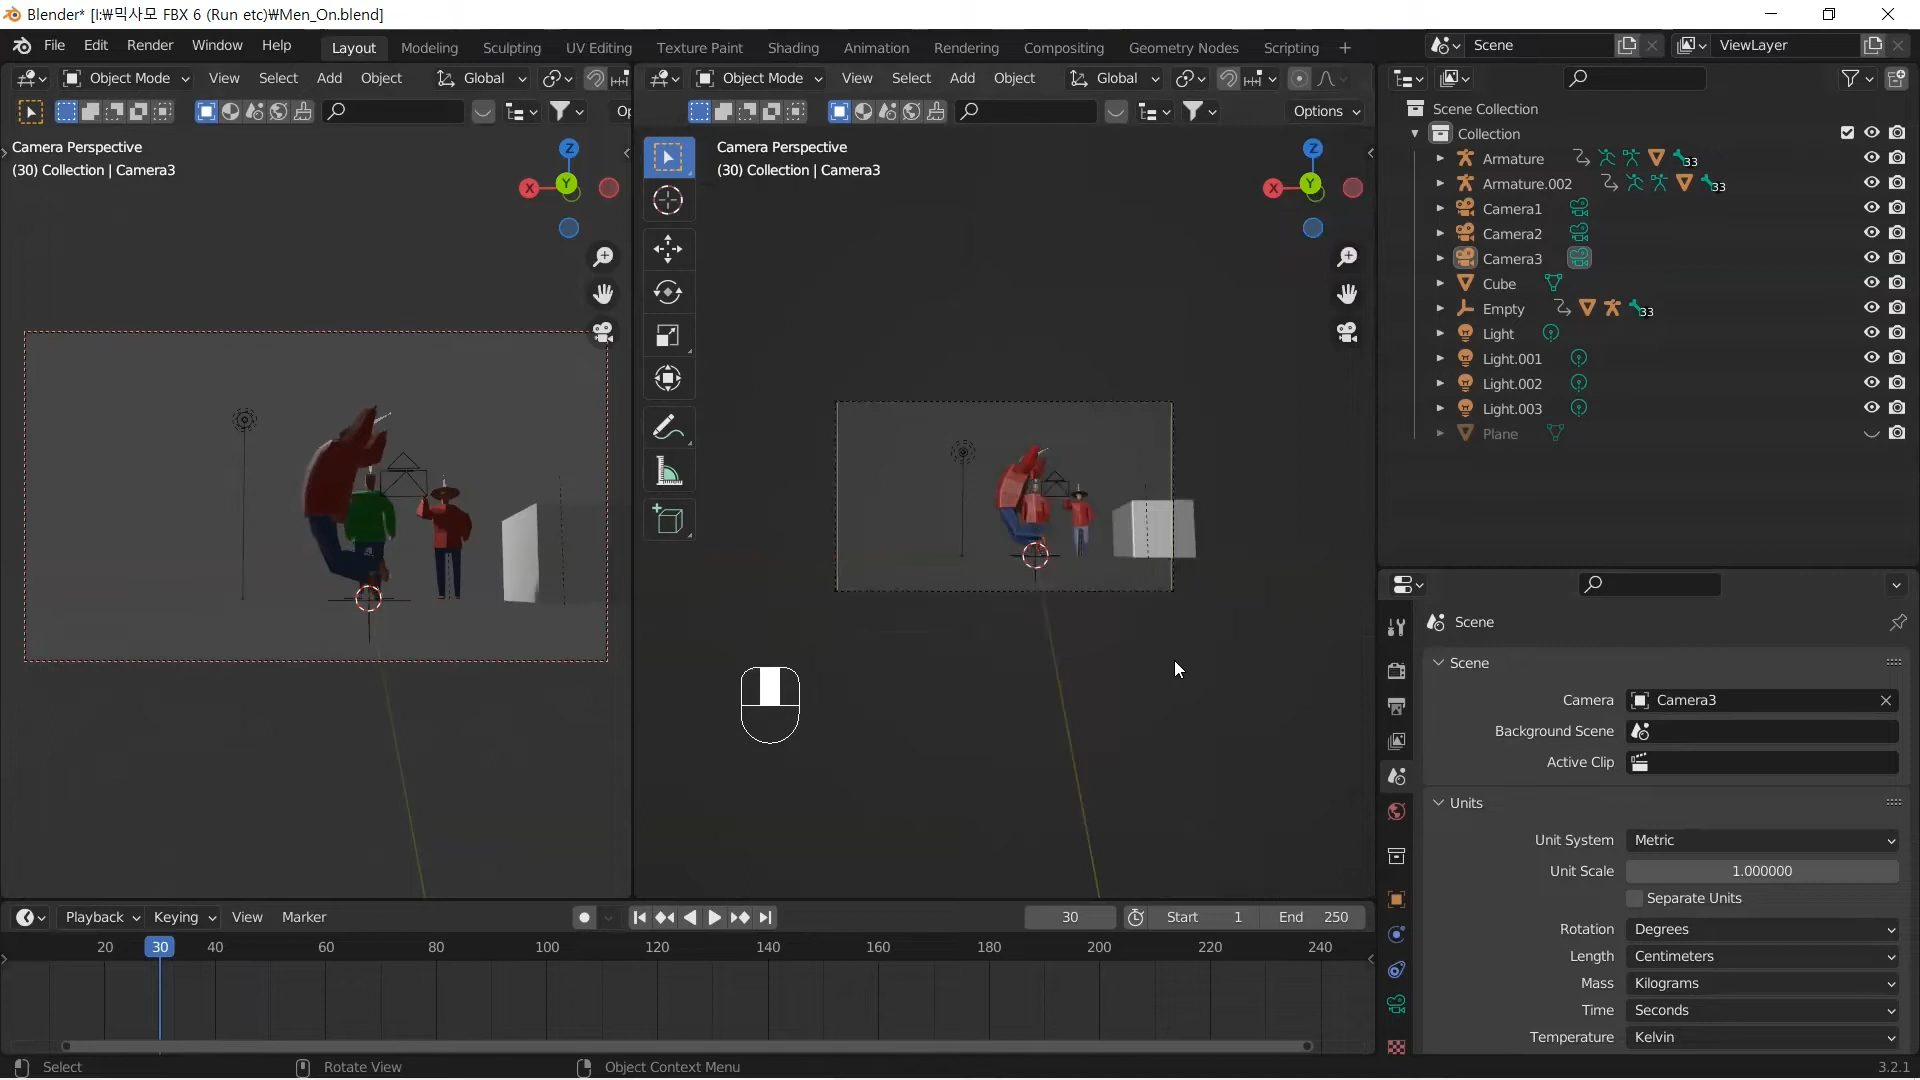 Blender* [I:₩믹사모 FBX 6 (Run etc)₩Men_On.blend]
File Edit Render Window Help Layout Modeling Sculpting UV Editing Texture Paint Shading Animation Rendering Compositing Geometry Nodes Scripting + Scene ViewLayer
Object Mode View Select Add Object Global Object Mode View Select Add Object Global
Options
Scene Collection
Collection
Armature 33
Armature.002 33
Camera1
Camera2
Camera3
Cube
Empty 33
Light
Light.001
Light.002
Light.003
Plane
Camera Perspective
(30) Collection | Camera3
Z
X Y
Camera Perspective
(30) Collection | Camera3
Z
X Y
Scene
Scene
Camera Camera3
Background Scene
Active Clip
Units
Unit System Metric
Unit Scale 1.000000
Separate Units
Rotation Degrees
Length Centimeters
Mass Kilograms
Time Seconds
Temperature Kelvin
Playback Keying View Marker 30 Start 1 End 250
20 30 40 60 80 100 120 140 160 180 200 220 240
Select Rotate View Object Context Menu 3.2.1